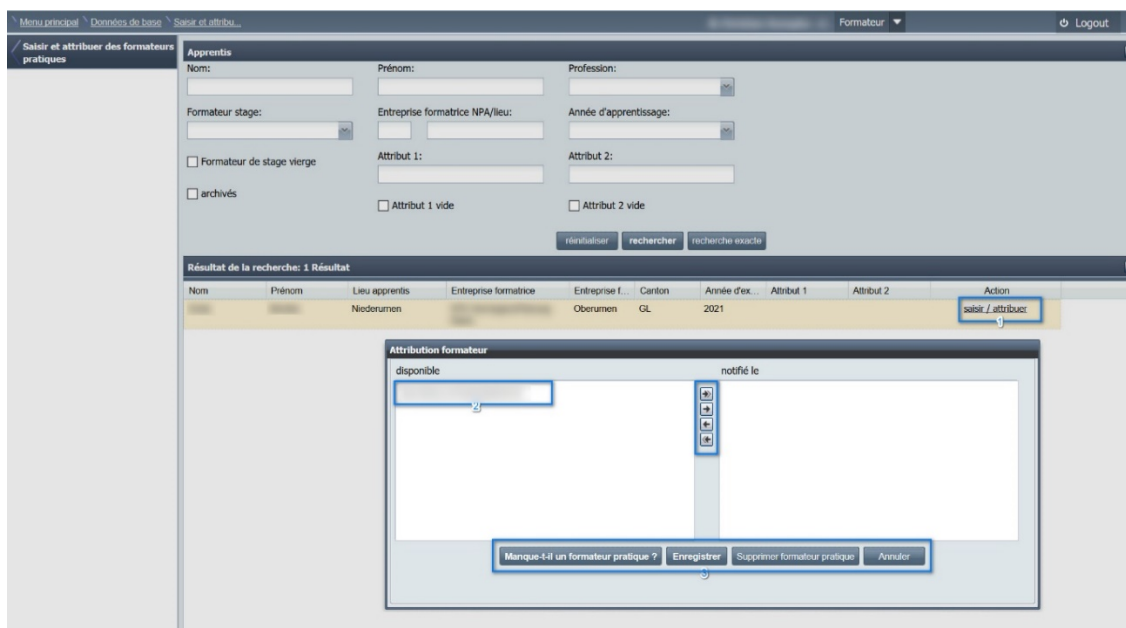 Menu principal Données de base Saisir et attribu... Formateur Logout
Saisir et attribuer des formateurs
pratiques
Apprentis
Nom: Prénom: Profession:
Formateur stage: Entreprise formatrice NPA/lieu: Année d'apprentissage:
Formateur de stage vierge Attribut 1: Attribut 2:
archivés
Attribut 1 vide Attribut 2 vide
réinitialiser rechercher recherche exacte
Résultat de la recherche: 1 Résultat
Nom Prénom Lieu apprentis Entreprise formatrice Entreprise f... Canton Année d'ex... Attribut 1 Attribut 2 Action
Niederurnen Oberurnen GL 2021 saisir / attribuer
1
Attribution formateur
disponible notifié le
2
Manque-t-il un formateur pratique ? Enregistrer Supprimer formateur pratique Annuler
3